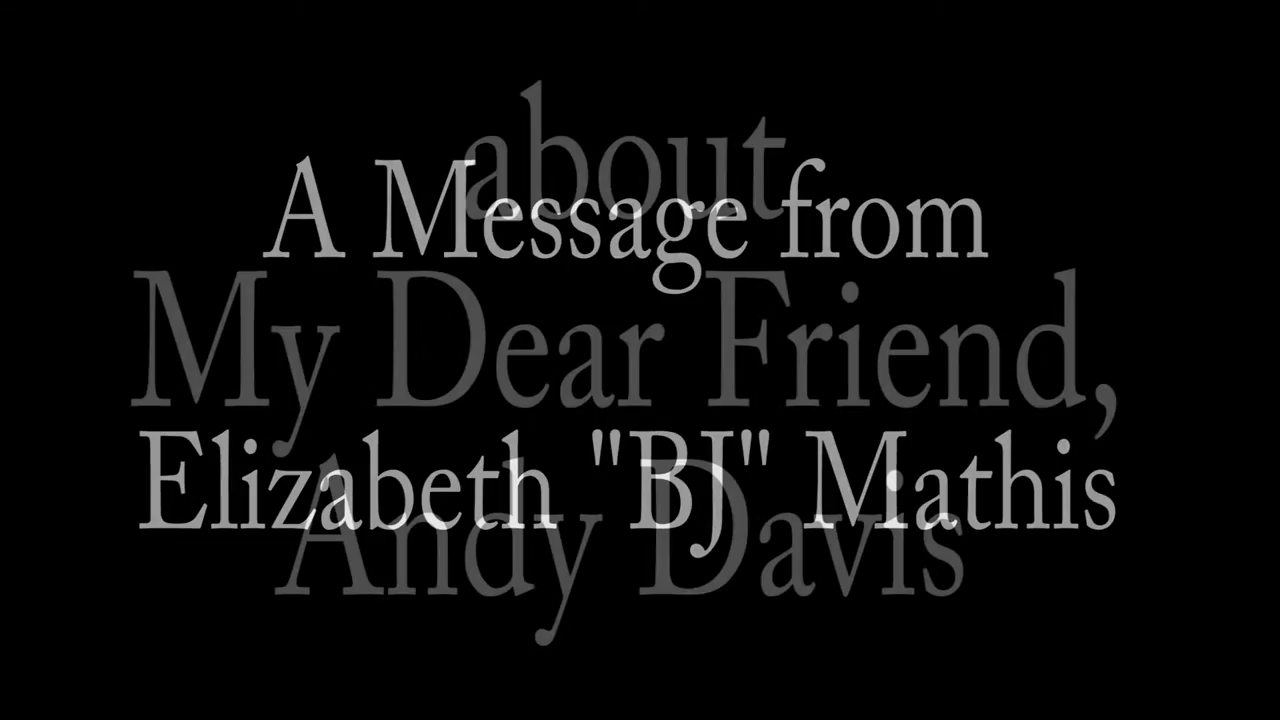 A Message from
Elizabeth "BJ" Mathis
about
My Dear Friend,
Andy Davis